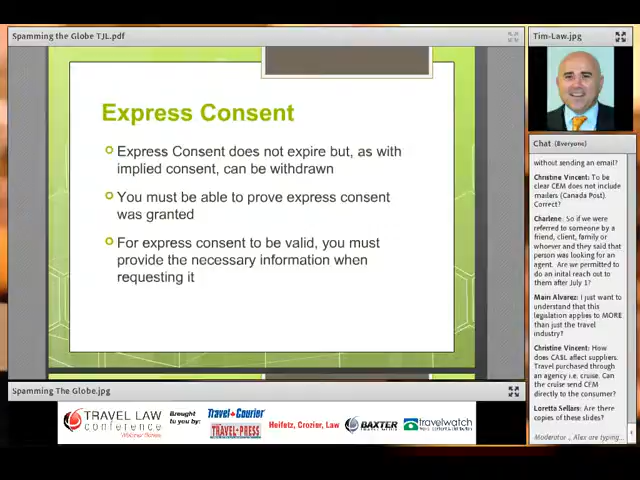 Spamming the Globe TJL.pdf
Express Consent
Express Consent does not expire but, as with
implied consent, can be withdrawn
You must be able to prove express consent
was granted
For express consent to be valid, you must
provide the necessary information when
requesting it
Tim-Law.jpg
Chat (Everyone)
without sending an email?
Christine Vincent: To be
clear CEM does not include
mailers (Canada Post).
Correct?
Charlene: So if we were
referred to someone by a
friend, client, family or
whoever and they said that
person was looking for an
agent. Are we permitted to
do an inital reach out to
them after July 1?
Main Alvarez: I just want to
understand that this
legislation applies to MORE
than just the travel
industry?
Christine Vincent: How
does CASL affect suppliers.
Travel purchased through
an agency i.e. cruise. Can
the cruise send CEM
directly to the consumer?
Loretta Sellars: Are there
copies of these slides?
Moderator _ Alex are typing...
Spamming The Globe.jpg
TRAVEL LAW
conference
Webinar Series
Brought
to you by:
Travel Courier
TRAVEL PRESS
Heifetz, Crozier, Law
BAXTER
travelwatch